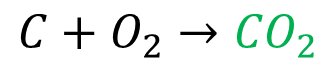 C + O₂ → CO₂